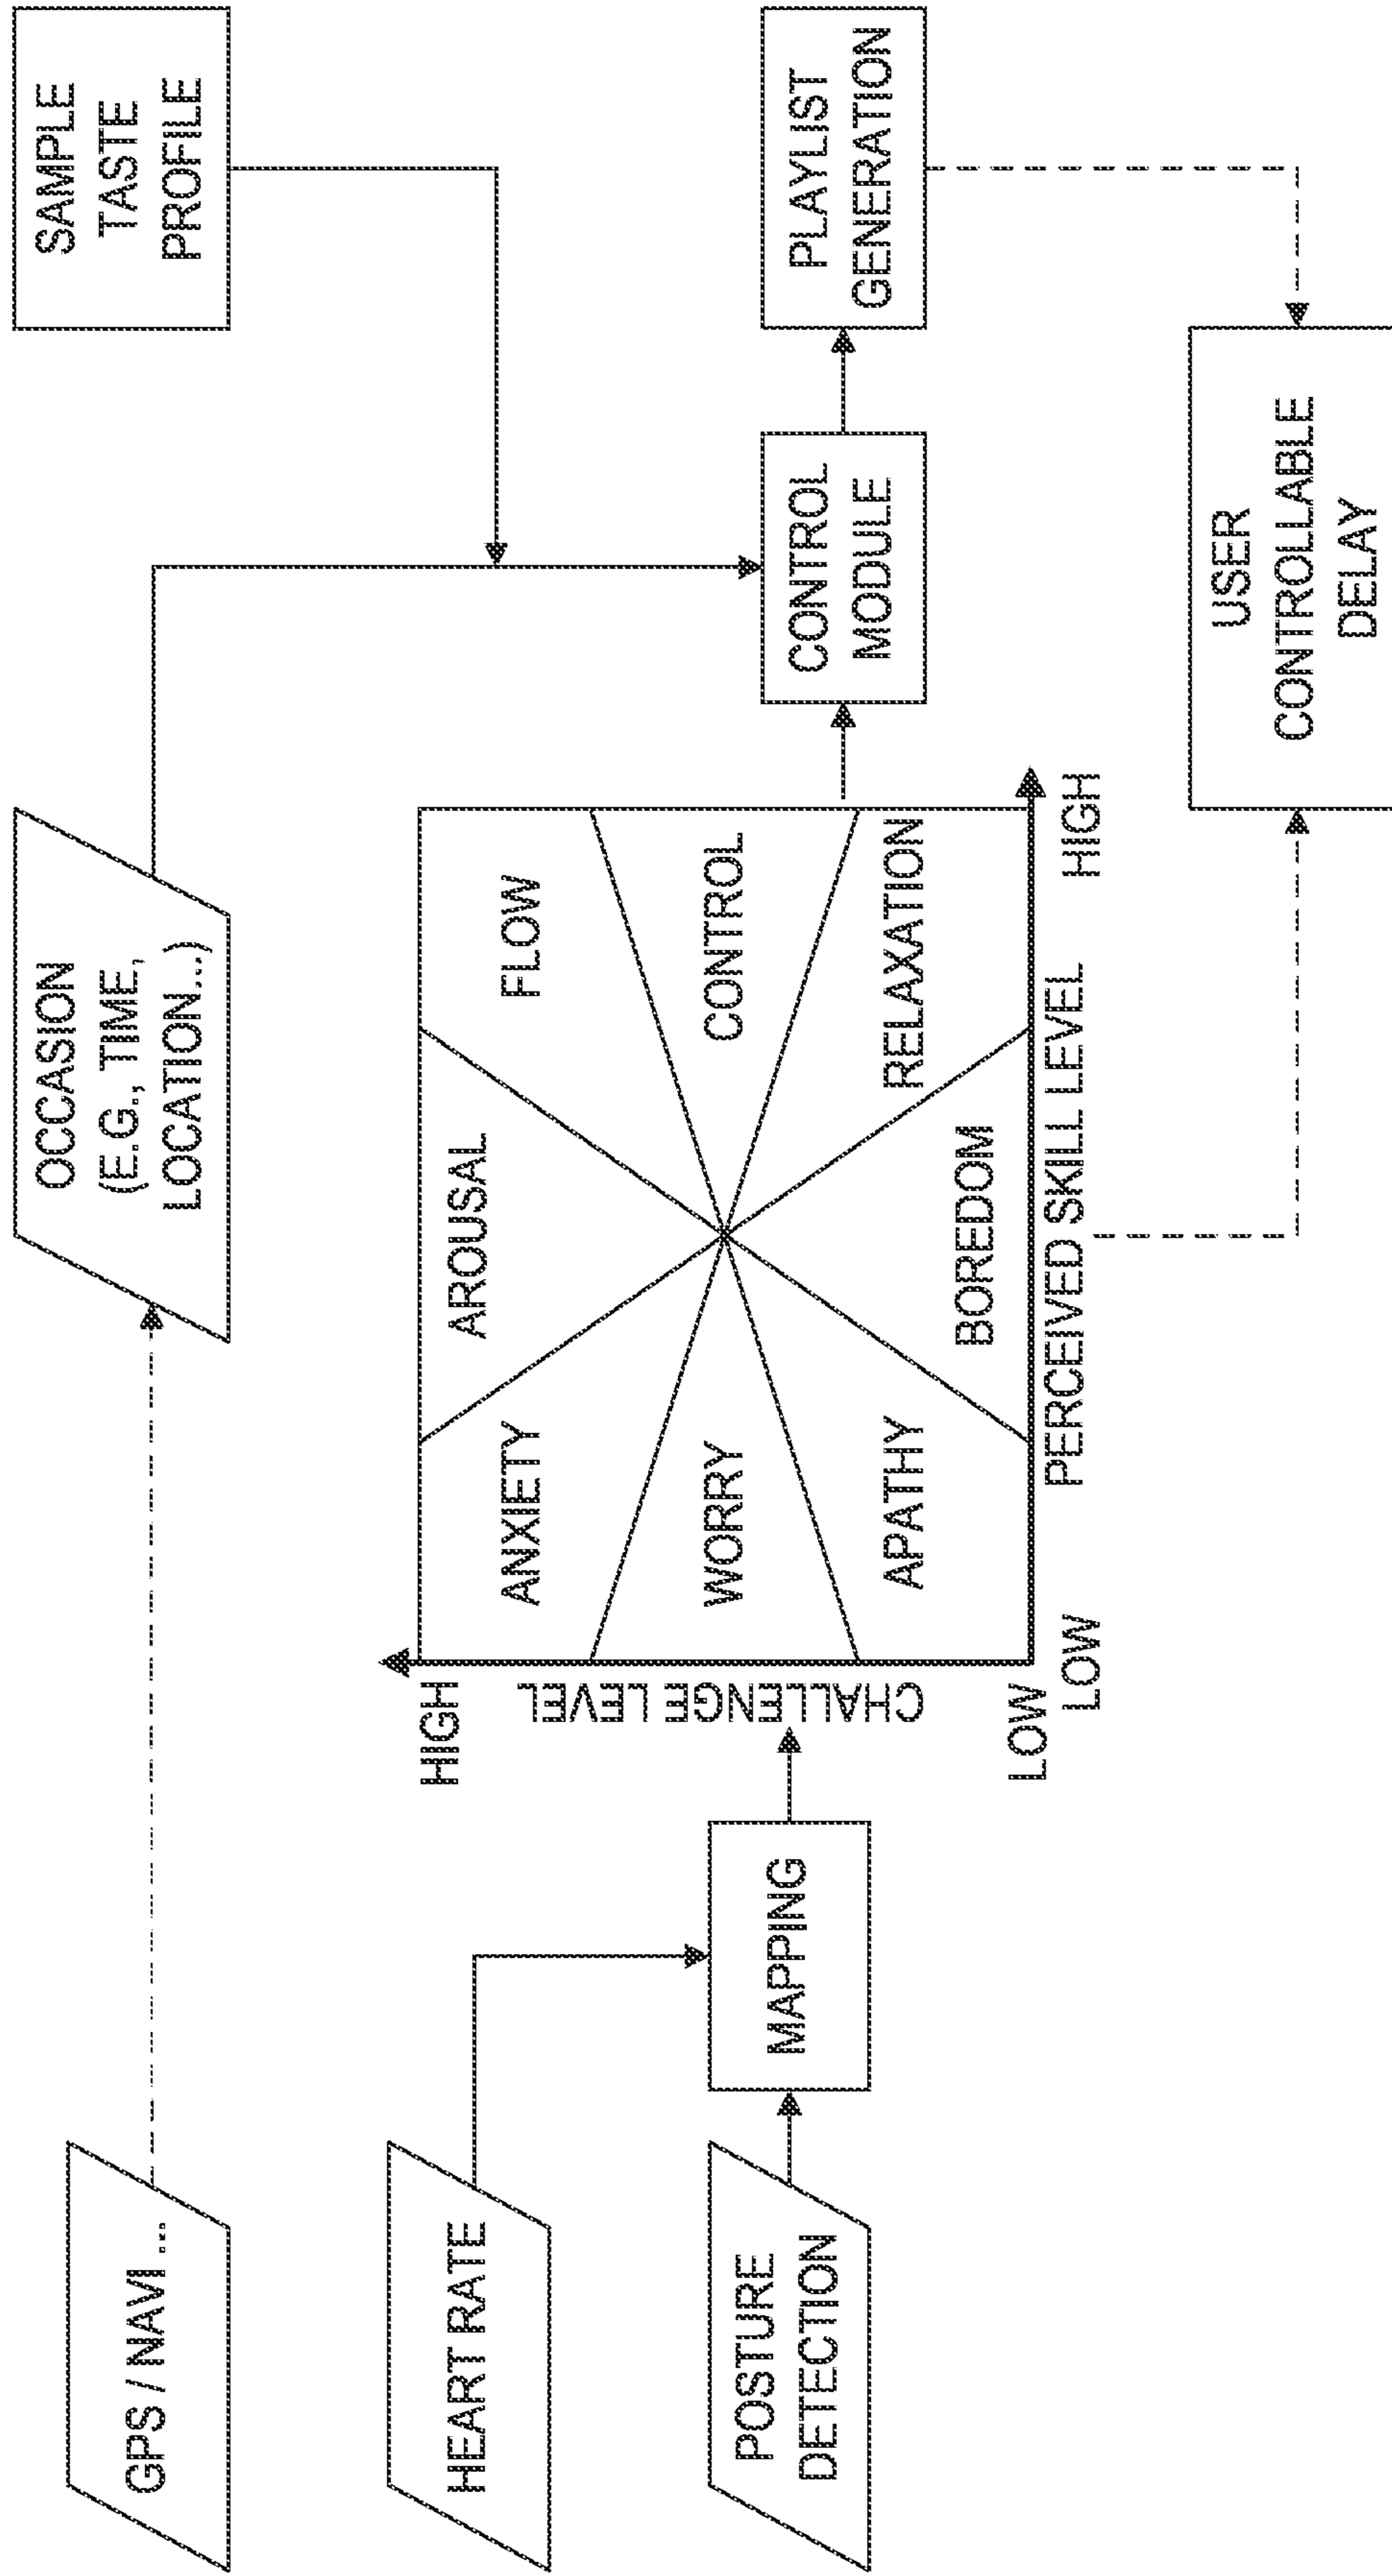 GPS / NAVI ...
OCCASION
(E.G., TIME,
LOCATION...)
SAMPLE
TASTE
PROFILE
HEART RATE
POSTURE
DETECTION
MAPPING
HIGH
CHALLENGE LEVEL
LOW
ANXIETY
AROUSAL
FLOW
WORRY
CONTROL
APATHY
BOREDOM
RELAXATION
LOW
PERCEIVED SKILL LEVEL
HIGH
CONTROL
MODULE
PLAYLIST
GENERATION
USER
CONTROLLABLE
DELAY